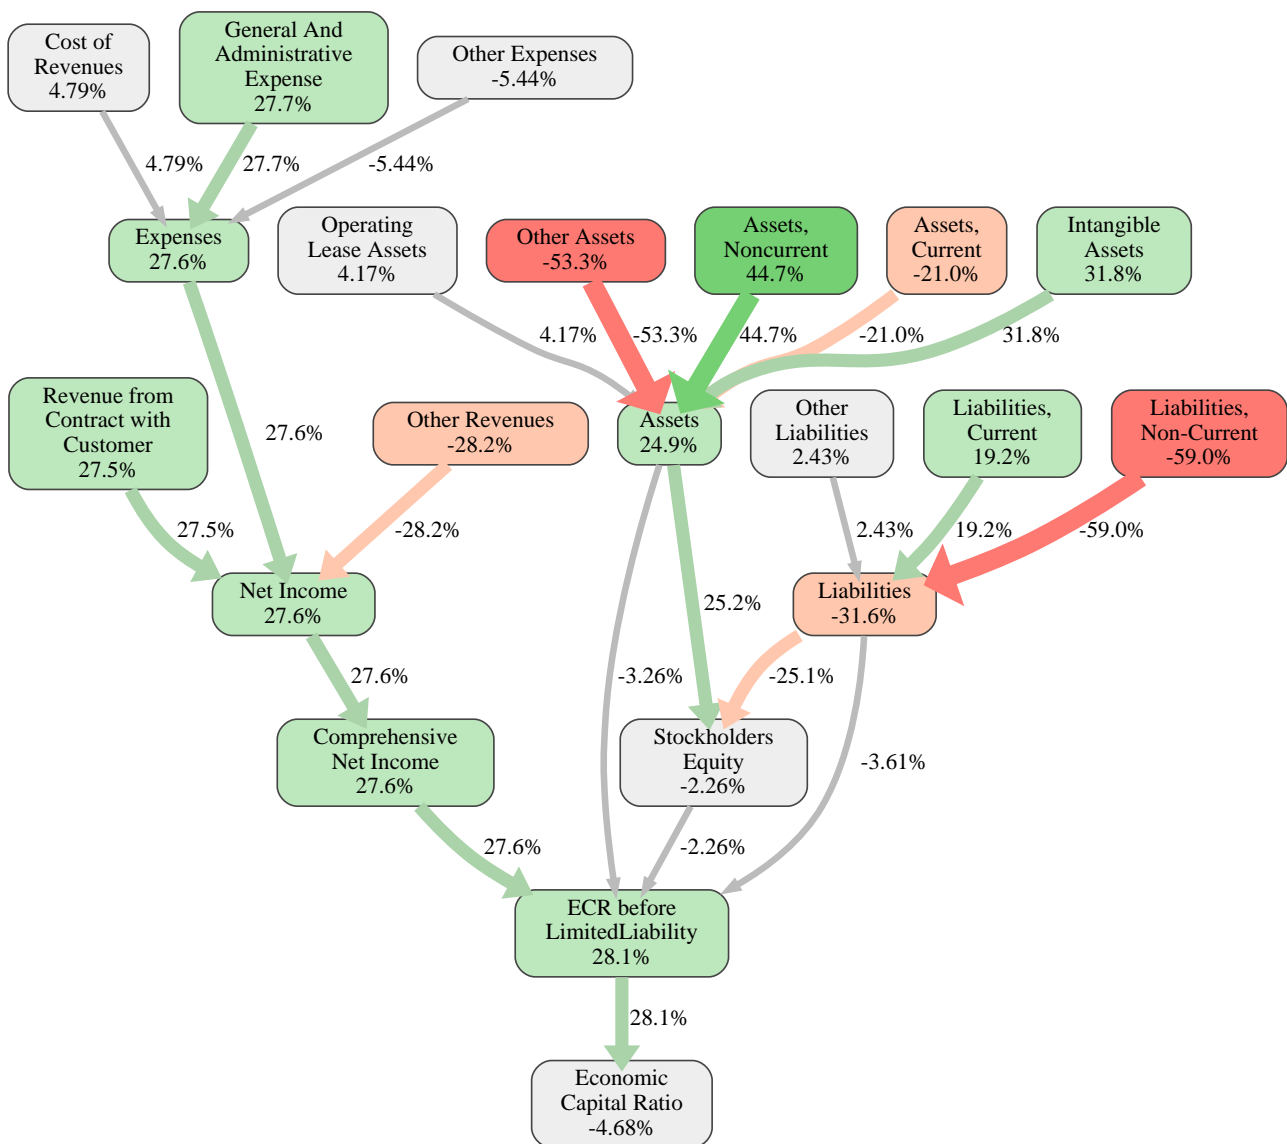 Cost of
Revenues
4.79%
General And
Administrative
Expense
27.7%
Other Expenses
-5.44%
4.79%
27.7%
-5.44%
Expenses
27.6%
Operating
Lease Assets
4.17%
Other Assets
-53.3%
Assets,
Noncurrent
44.7%
Assets,
Current
-21.0%
Intangible
Assets
31.8%
4.17%
-53.3%
44.7%
-21.0%
31.8%
Revenue from
Contract with
Customer
27.5%
27.6%
Other Revenues
-28.2%
Assets
24.9%
Other
Liabilities
2.43%
Liabilities,
Current
19.2%
Liabilities,
Non-Current
-59.0%
27.5%
-28.2%
2.43%
19.2%
-59.0%
Net Income
27.6%
25.2%
Liabilities
-31.6%
27.6%
-3.26%
-25.1%
Comprehensive
Net Income
27.6%
Stockholders
Equity
-2.26%
-3.61%
27.6%
-2.26%
ECR before
LimitedLiability
28.1%
28.1%
Economic
Capital Ratio
-4.68%